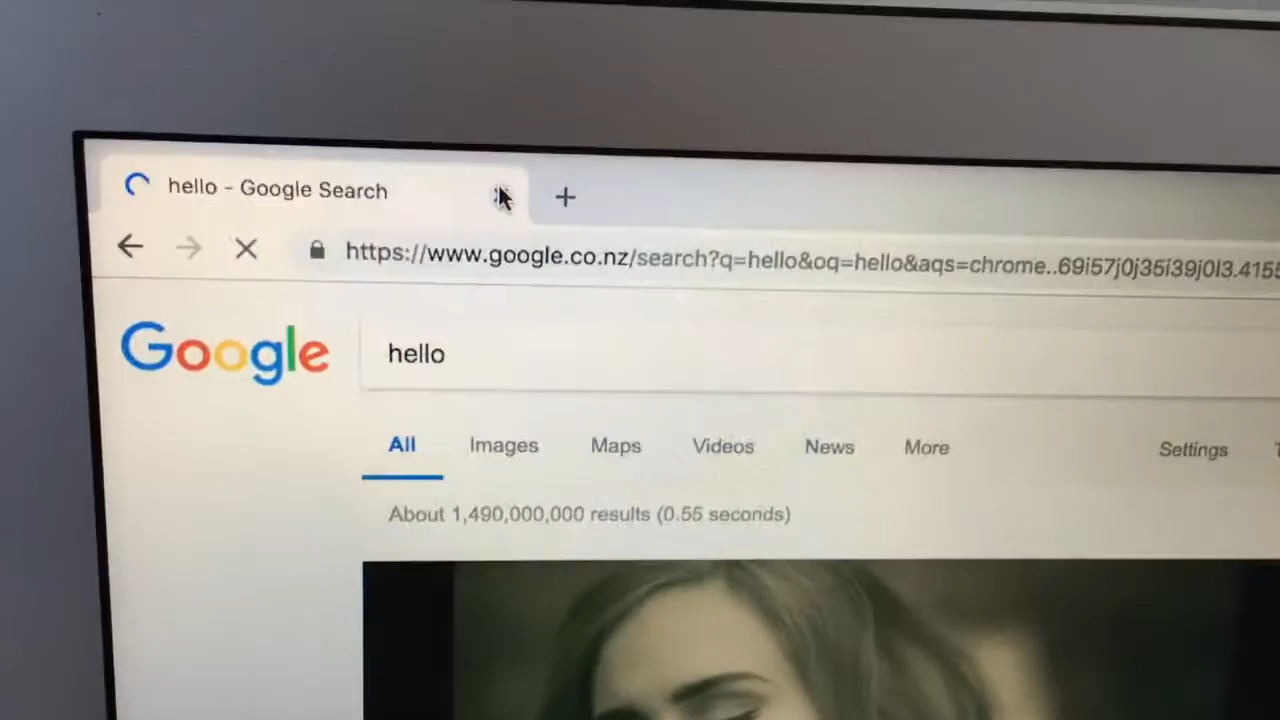 hello - Google Search
https://www.google.co.nz/search?q=hello&oq=hello&aqs=chrome..69i57j0j35i39j0l3.415
Google
hello
All Images Maps Videos News More Settings
About 1,490,000,000 results (0.55 seconds)